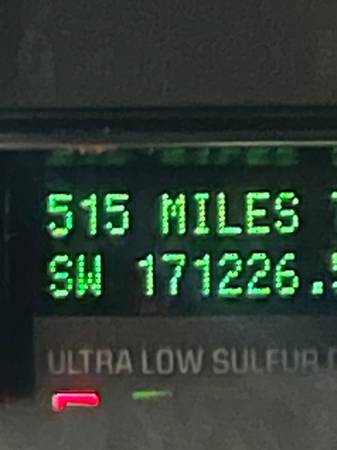 515 MILES
SW 171226.
ULTRA LOW SULFUR